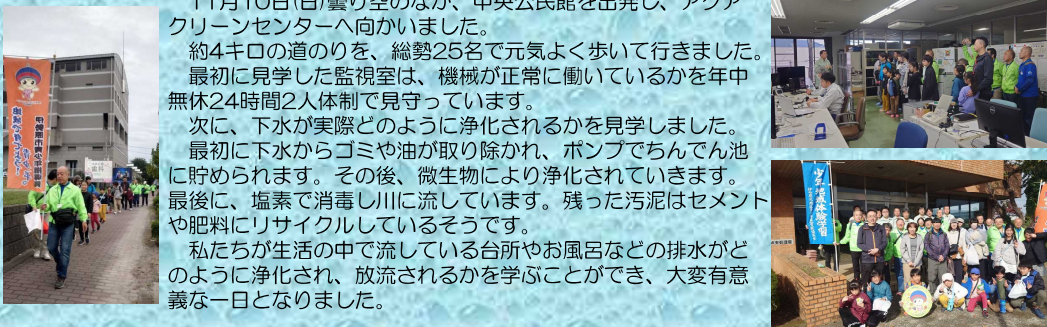 11月10日(日)曇り空のなか、中央公民館を出発し、アクア
クリーンセンターへ向かいました。
約4キロの道のりを、総勢25名で元気よく歩いて行きました。
最初に見学した監視室は、機械が正常に働いているかを年中
無休24時間2人体制で見守っています。
次に、下水が実際どのように浄化されるかを見学しました。
最初に下水からゴミや油が取り除かれ、ポンプでちんでん池
に貯められます。その後、微生物により浄化されていきます。
最後に、塩素で消毒し川に流しています。残った汚泥はセメント
や肥料にリサイクルしているそうです。
私たちが生活の中で流している台所やお風呂などの排水がど
のように浄化され、放流されるかを学ぶことができ、大変有意
義な一日となりました。
少年地域体験学習